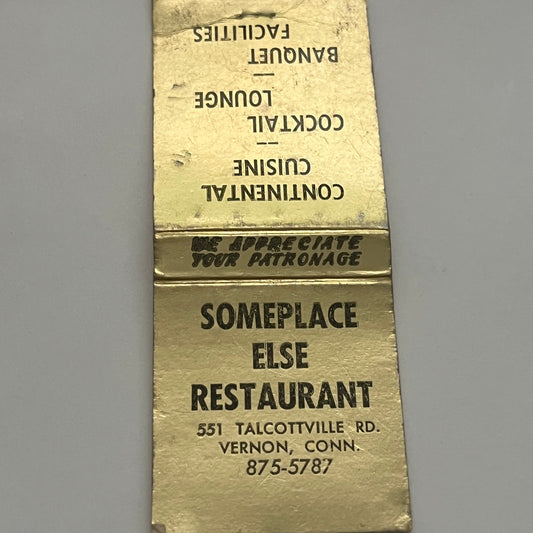 CONTINENTAL
CUISINE
—
COCKTAIL
LOUNGE
—
BANQUET
FACILITIES
WE APPRECIATE
YOUR PATRONAGE
SOMEPLACE
ELSE
RESTAURANT
551 TALCOTTVILLE RD.
VERNON, CONN.
875-5787